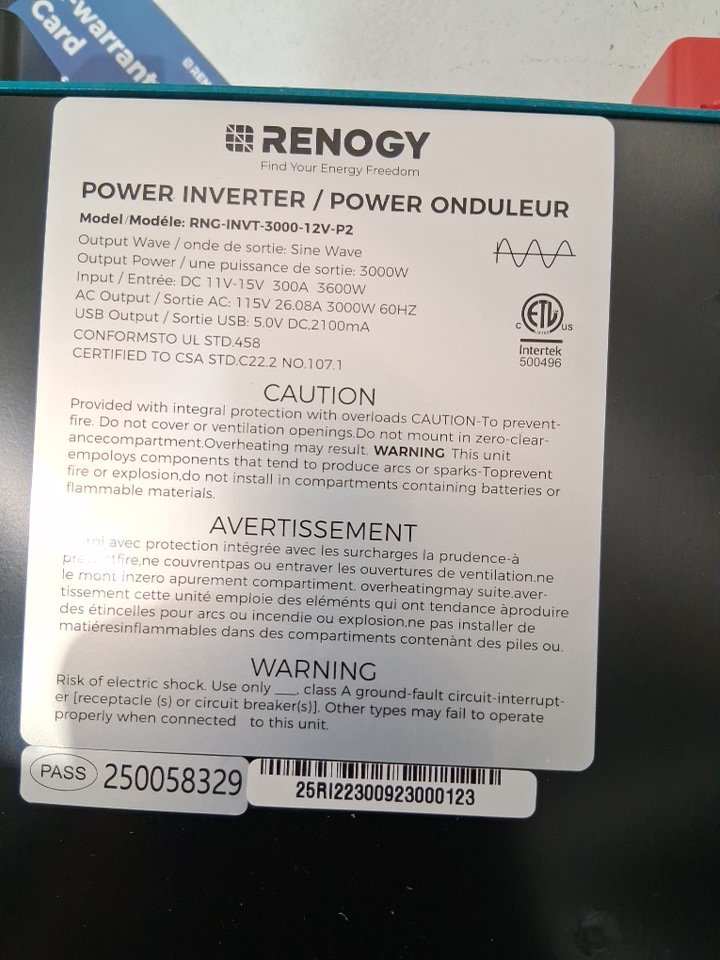 -warrant
Card
RENOGY
Find Your Energy Freedom
POWER INVERTER / POWER ONDULEUR
Model/Modéle: RNG-INVT-3000-12V-P2
Output Wave / onde de sortie: Sine Wave
Output Power / une puissance de sortie: 3000W
Input / Entrée: DC 11V-15V 300A 3600W
AC Output / Sortie AC: 115V 26.08A 3000W 60HZ
USB Output / Sortie USB: 5.0V DC,2100mA
CONFORMSTO UL STD.458
CERTIFIED TO CSA STD.C22.2 NO.107.1
ETL
C US
Intertek
500496
CAUTION
Provided with integral protection with overloads CAUTION-To prevent-
fire. Do not cover or ventilation openings.Do not mount in zero-clear-
ancecompartment.Overheating may result. WARNING This unit
empoloys components that tend to produce arcs or sparks-Toprevent
fire or explosion,do not install in compartments containing batteries or
flammable materials.
AVERTISSEMENT
avec protection intégrée avec les surcharges la prudence-à
fire,ne couvrentpas ou entraver les ouvertures de ventilation.ne
le mont inzero apurement compartiment. overheatingmay suite.aver-
tissement cette unité emploie des eleménts qui ont tendance àproduire
des étincelles pour arcs ou incendie ou explosion,ne pas installer de
matiéresinflammables dans des compartiments contenànt des piles ou.
WARNING
Risk of electric shock. Use only ___, class A ground-fault circuit-interrupt-
er [receptacle (s) or circuit breaker(s)]. Other types may fail to operate
properly when connected to this unit.
PASS 250058329
25RI22300923000123